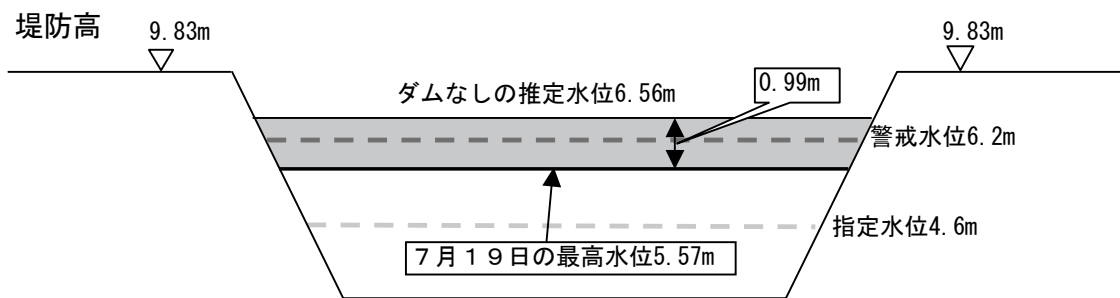 堤防高
9.83m
9.83m
ダムなしの推定水位6.56m
0.99m
警戒水位6.2m
指定水位4.6m
7月19日の最高水位5.57m